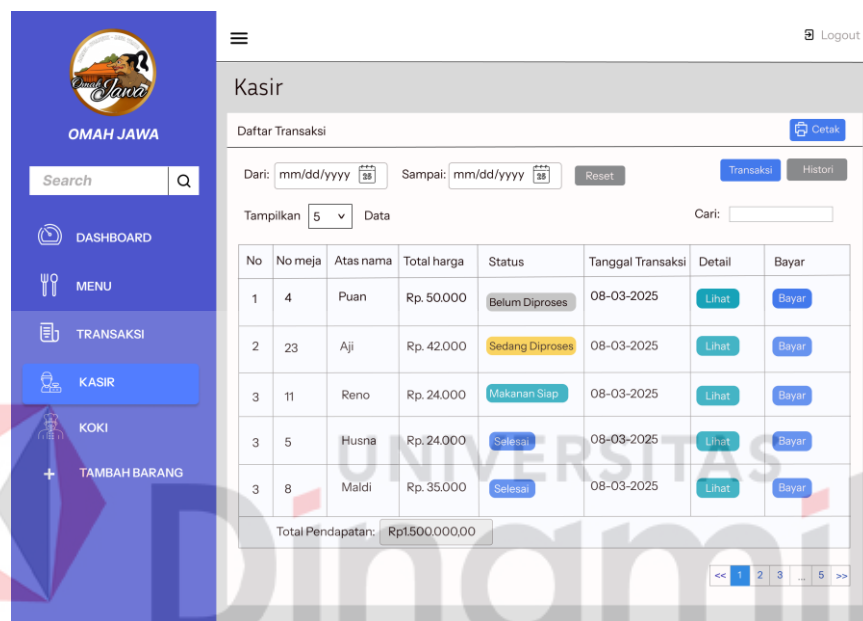 Omah Jawa
OMAH JAWA
Search
DASHBOARD
MENU
TRANSAKSI
KASIR
KOKI
+ TAMBAH BARANG
Logout
Kasir
Daftar Transaksi
Cetak
Dari: mm/dd/yyyy Sampai: mm/dd/yyyy Reset Transaksi Histori
Tampilkan 5 Data Cari:
No No meja Atas nama Total harga Status Tanggal Transaksi Detail Bayar
1 4 Puan Rp. 50.000 Belum Diproses 08-03-2025 Lihat Bayar
2 23 Aji Rp. 42.000 Sedang Diproses 08-03-2025 Lihat Bayar
3 11 Reno Rp. 24.000 Makanan Siap 08-03-2025 Lihat Bayar
3 5 Husna Rp. 24.000 Selesai 08-03-2025 Lihat Bayar
3 8 Maldi Rp. 35.000 Selesai 08-03-2025 Lihat Bayar
Total Pendapatan: Rp1.500.000,00
<< 1 2 3 ... 5 >>
UNIVERSITAS
Dinami